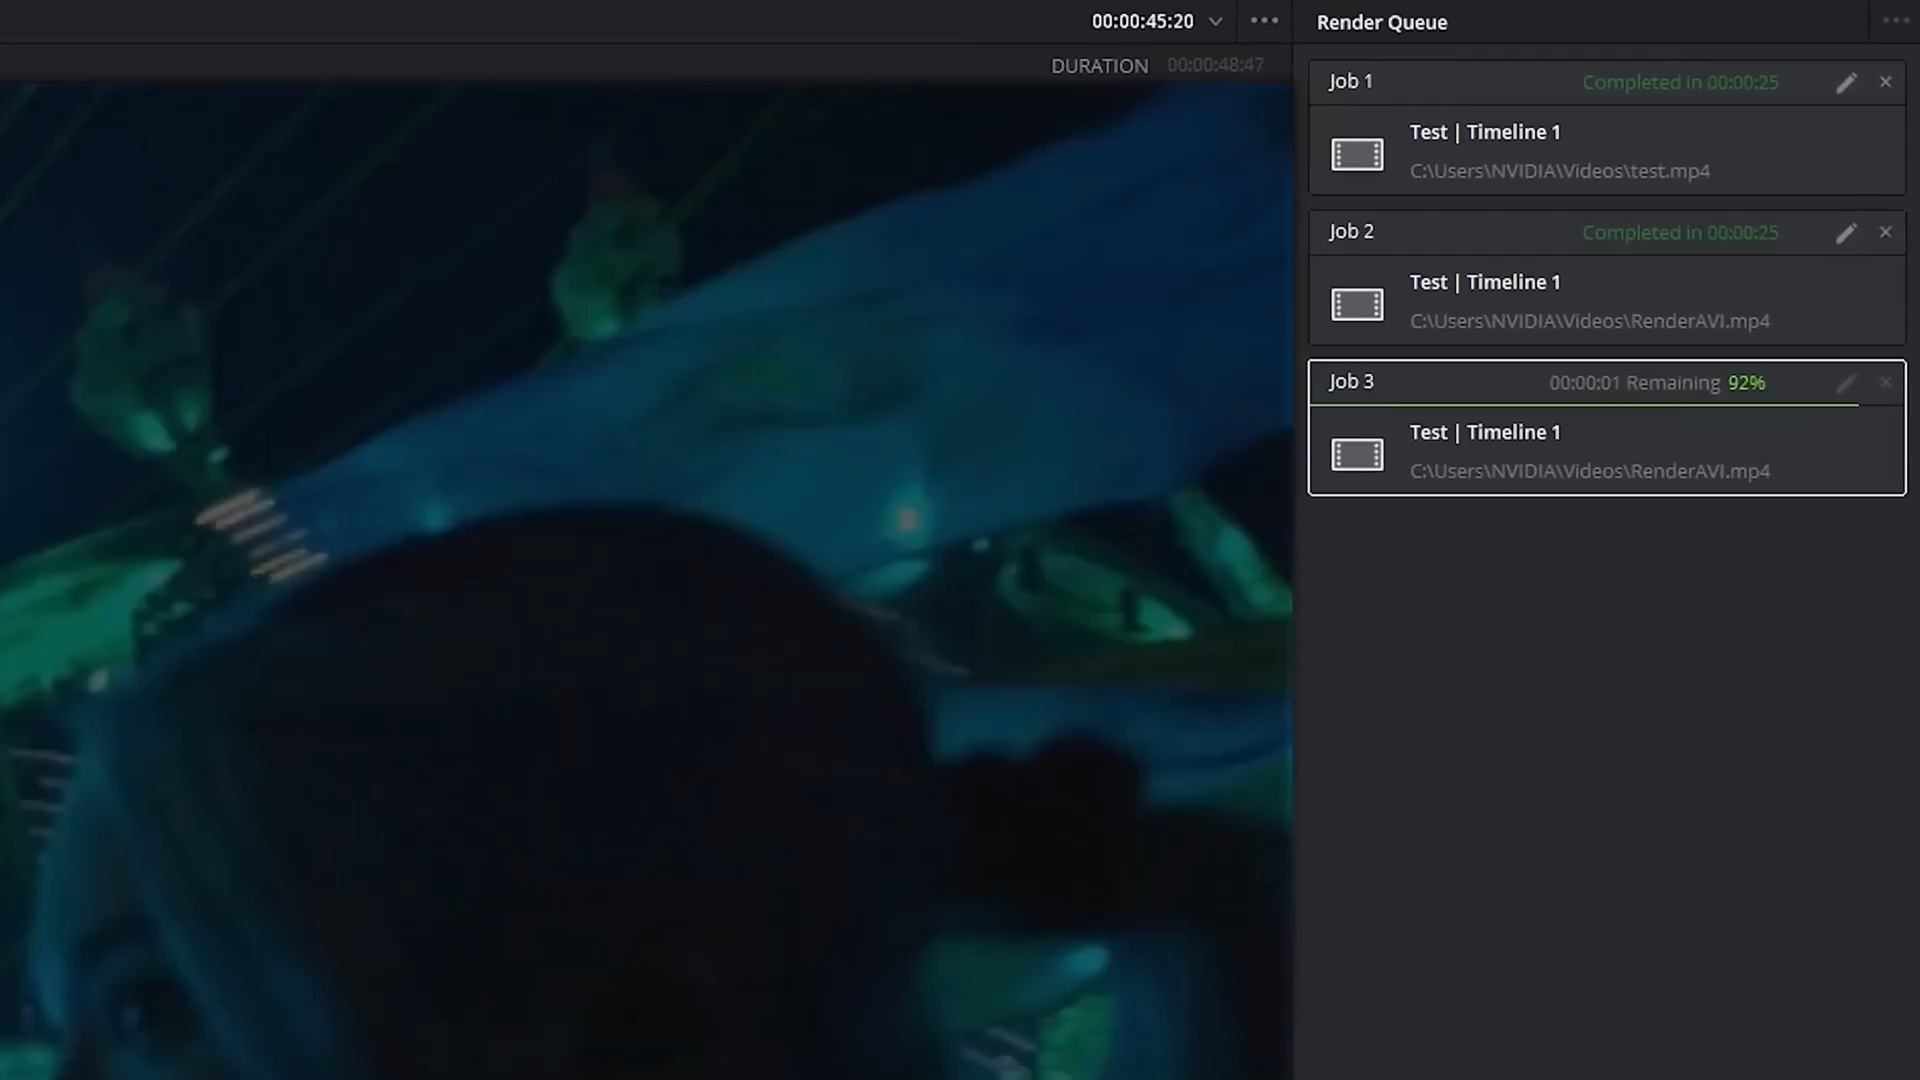 00:00:45:20
DURATION 00:00:48:47
Render Queue
Job 1 Completed in 00:00:25
Test | Timeline 1
C:\Users\NVIDIA\Videos\test.mp4
Job 2 Completed in 00:00:25
Test | Timeline 1
C:\Users\NVIDIA\Videos\RenderAVI.mp4
Job 3 00:00:01 Remaining 92%
Test | Timeline 1
C:\Users\NVIDIA\Videos\RenderAVI.mp4